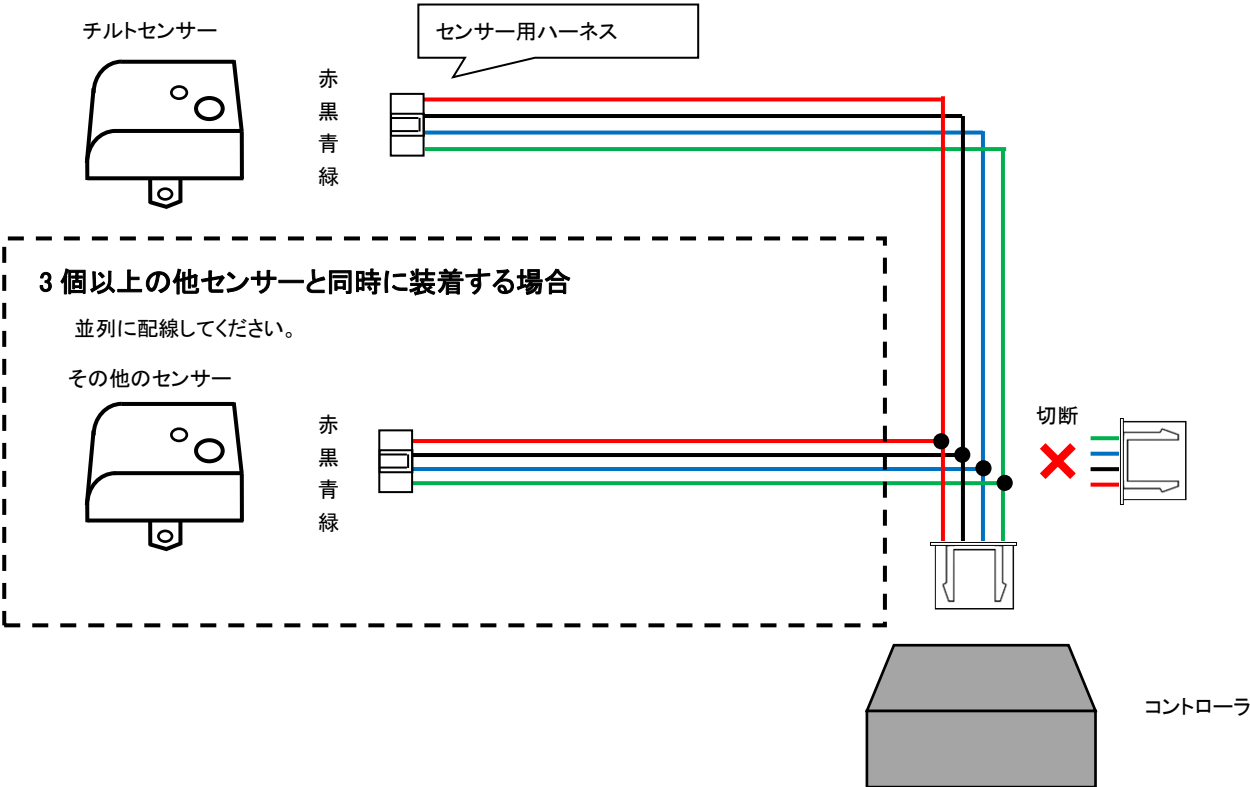 チルトセンサー
センサー用ハーネス
赤
黒
青
緑
3個以上の他センサーと同時に装着する場合
並列に配線してください。
その他のセンサー
赤
黒
青
緑
切断
コントローラ